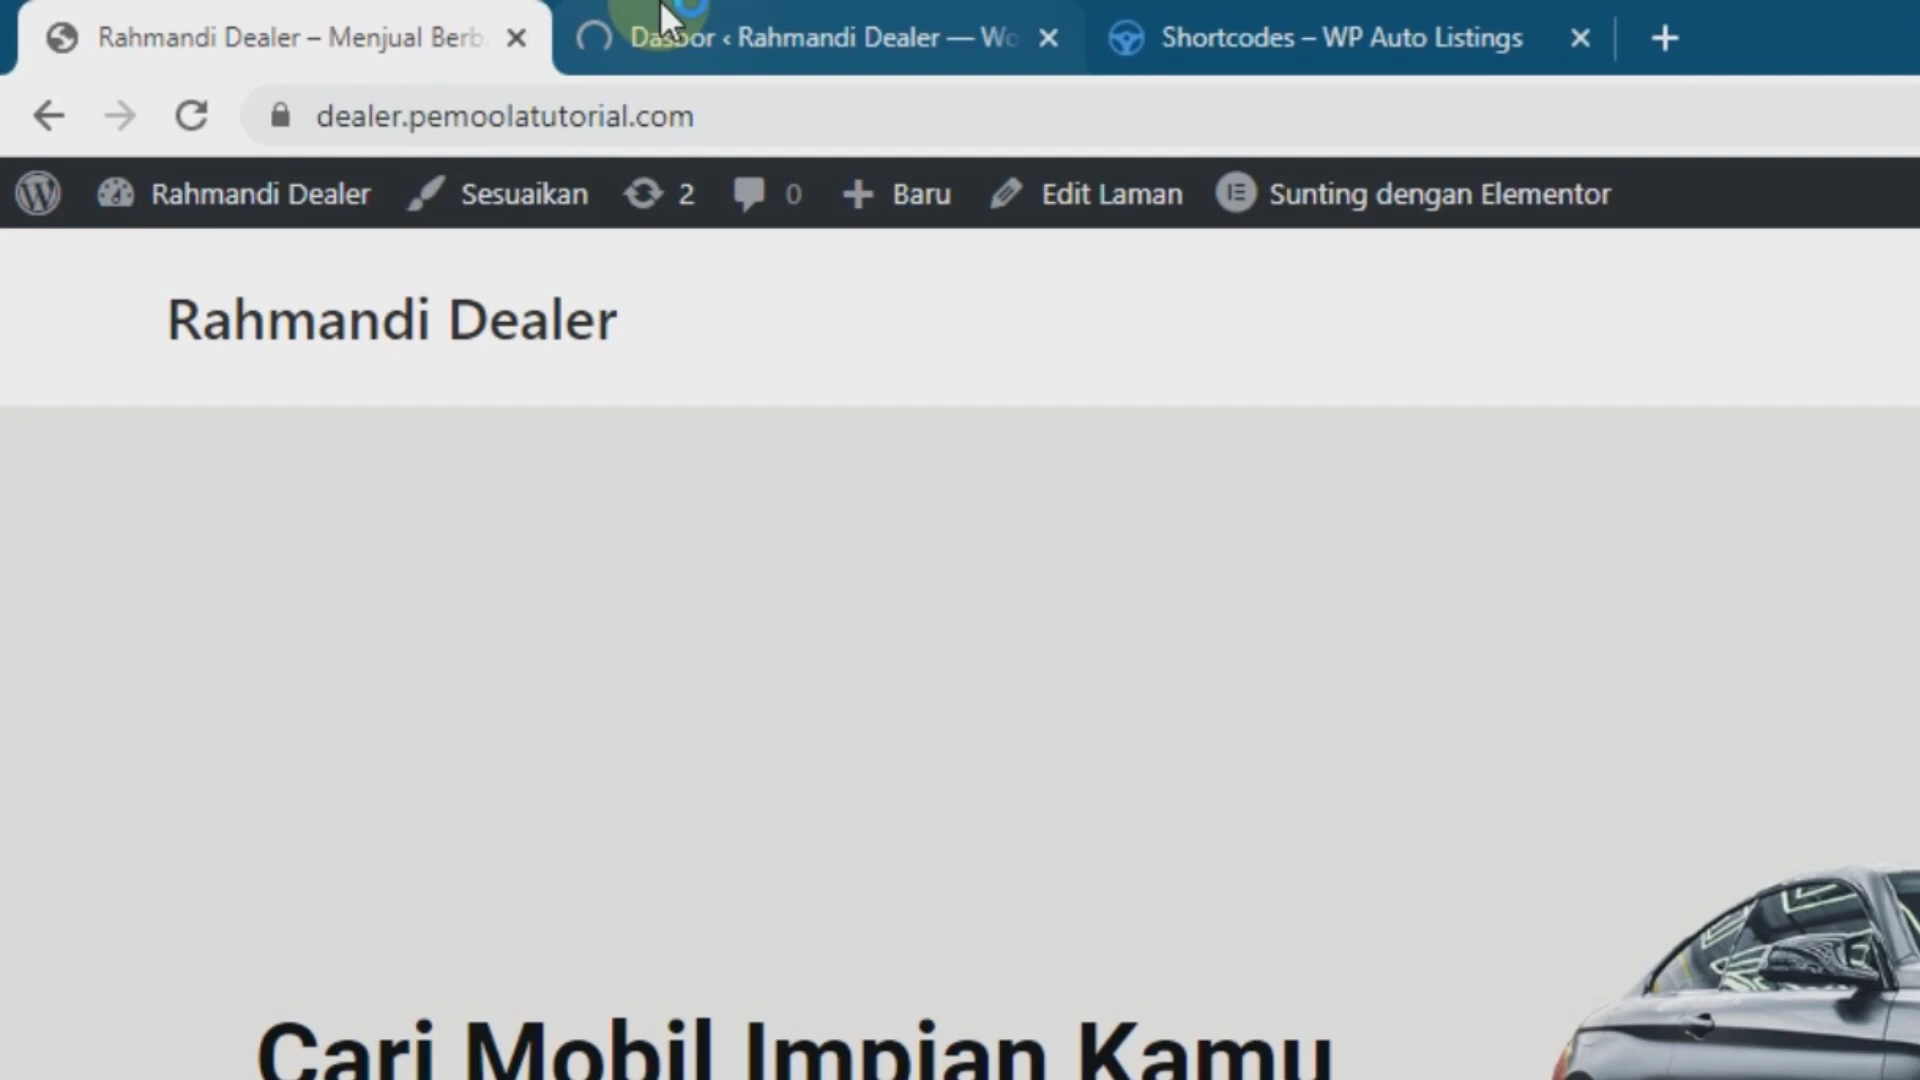 Rahmandi Dealer – Menjual Berb
Dasbor ‹ Rahmandi Dealer — Wo
Shortcodes – WP Auto Listings
dealer.pemoolatutorial.com
Rahmandi Dealer
Sesuaikan
2
0
Baru
Edit Laman
Sunting dengan Elementor
Rahmandi Dealer
Cari Mobil Impian Kamu